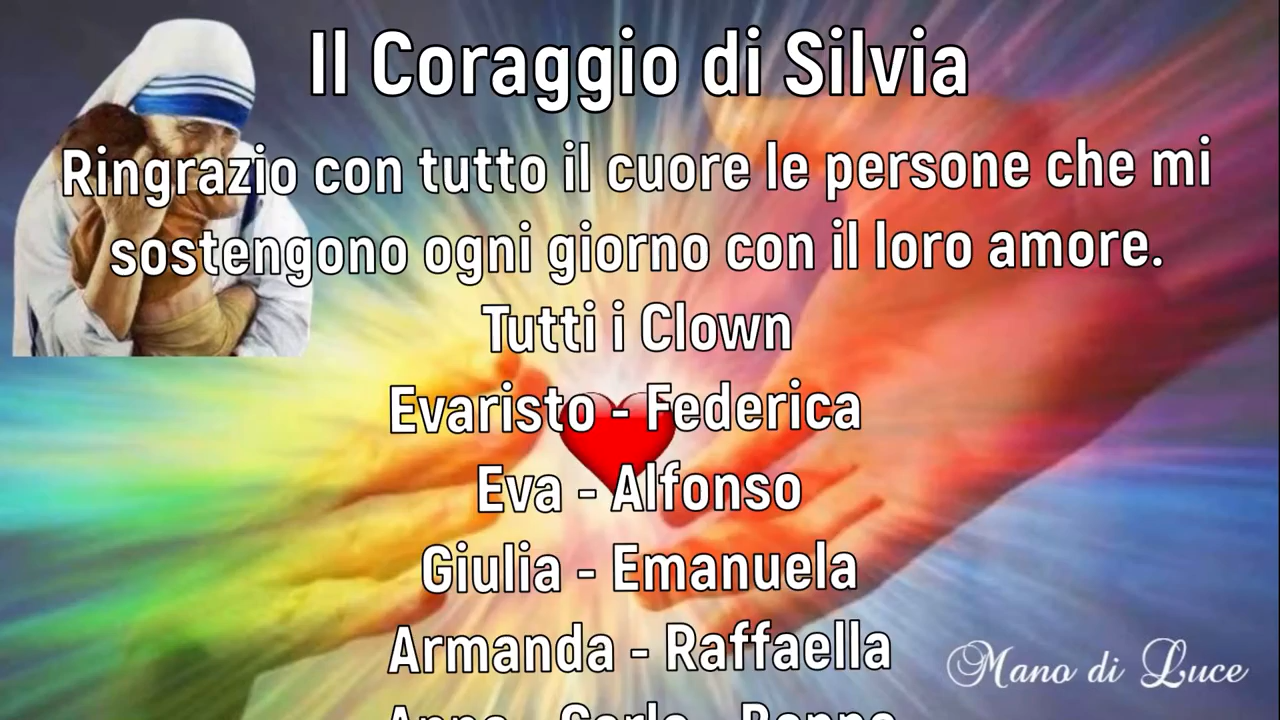 Il Coraggio di Silvia
Ringrazio con tutto il cuore le persone che mi
sostengono ogni giorno con il loro amore.
Tutti i Clown
Evaristo - Federica
Eva - Alfonso
Giulia - Emanuela
Armanda - Raffaella
Mano di Luce